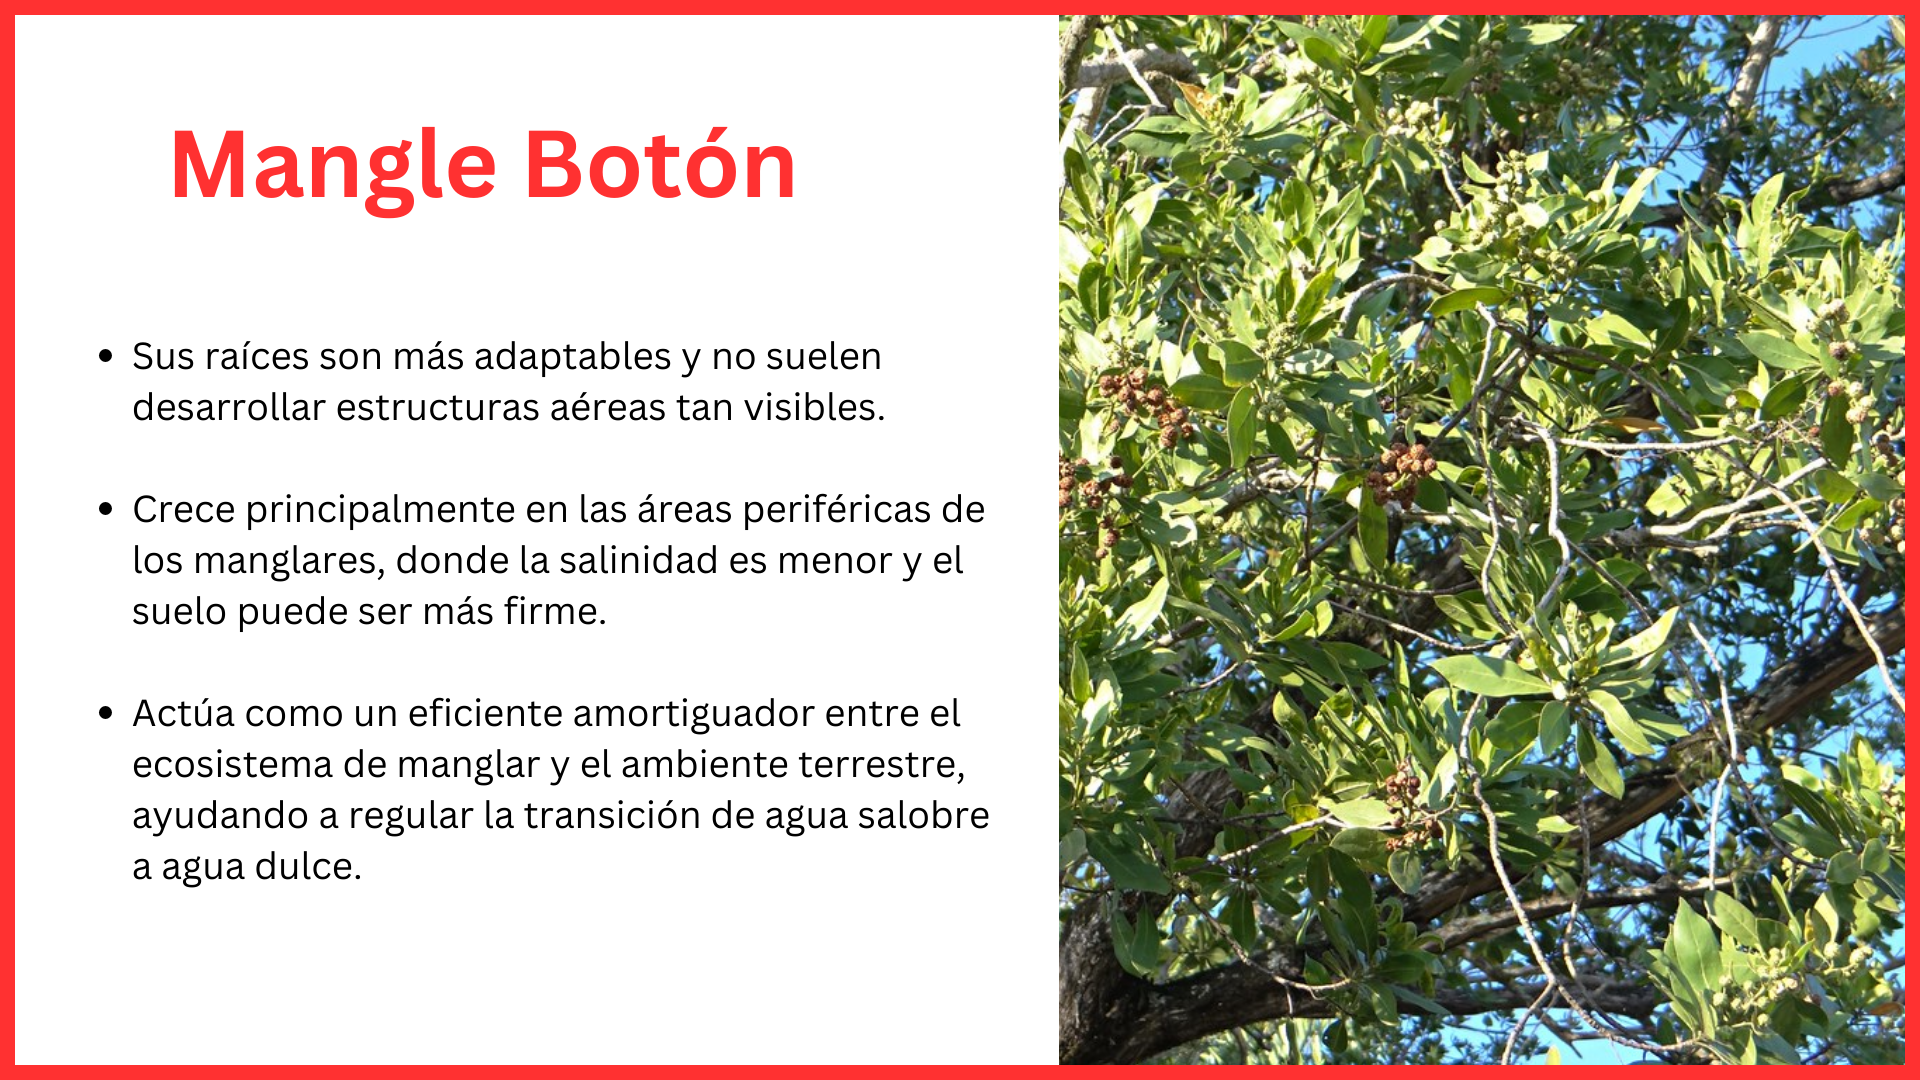 Mangle Botón
Sus raíces son más adaptables y no suelen
desarrollar estructuras aéreas tan visibles.
Crece principalmente en las áreas periféricas de
los manglares, donde la salinidad es menor y el
suelo puede ser más firme.
Actúa como un eficiente amortiguador entre el
ecosistema de manglar y el ambiente terrestre,
ayudando a regular la transición de agua salobre
a agua dulce.